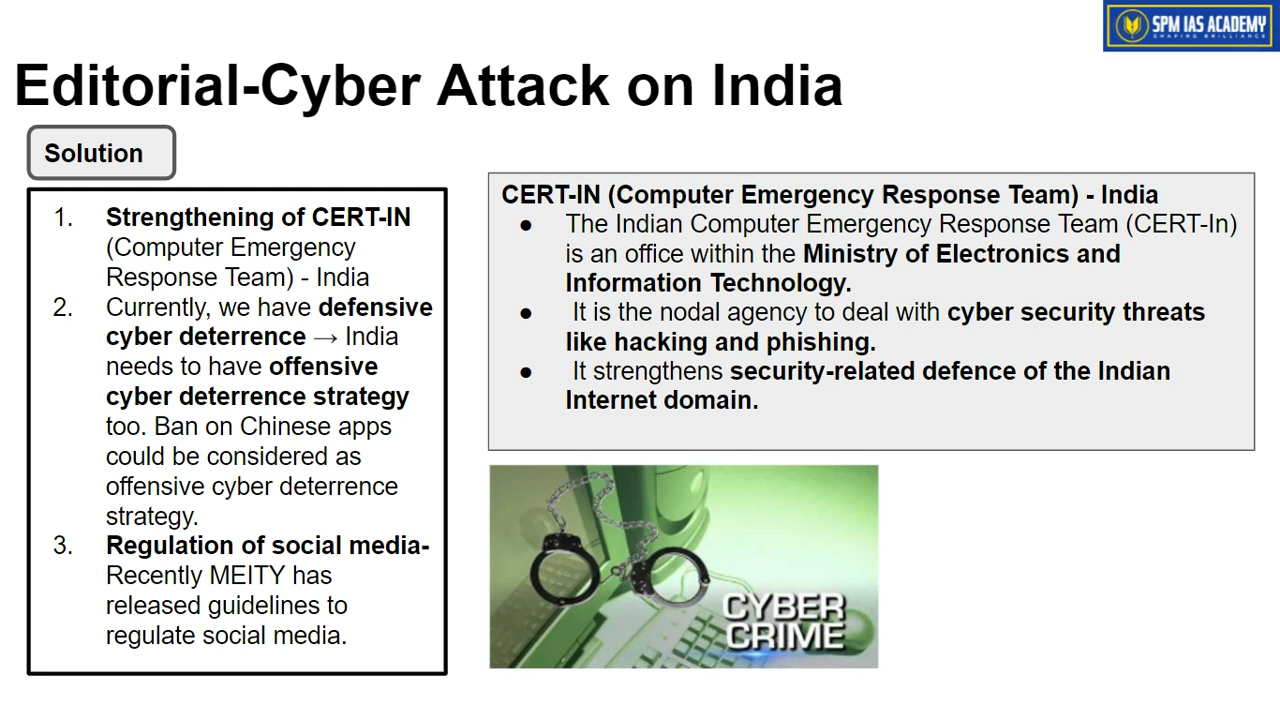 SPM IAS ACADEMY
SHAPING BRILLIANCE
Editorial-Cyber Attack on India
Solution
1. Strengthening of CERT-IN
(Computer Emergency
Response Team) - India
2. Currently, we have defensive
cyber deterrence → India
needs to have offensive
cyber deterrence strategy
too. Ban on Chinese apps
could be considered as
offensive cyber deterrence
strategy.
3. Regulation of social media-
Recently MEITY has
released guidelines to
regulate social media.
CERT-IN (Computer Emergency Response Team) - India
● The Indian Computer Emergency Response Team (CERT-In)
is an office within the Ministry of Electronics and
Information Technology.
● It is the nodal agency to deal with cyber security threats
like hacking and phishing.
● It strengthens security-related defence of the Indian
Internet domain.
CYBER
CRIME